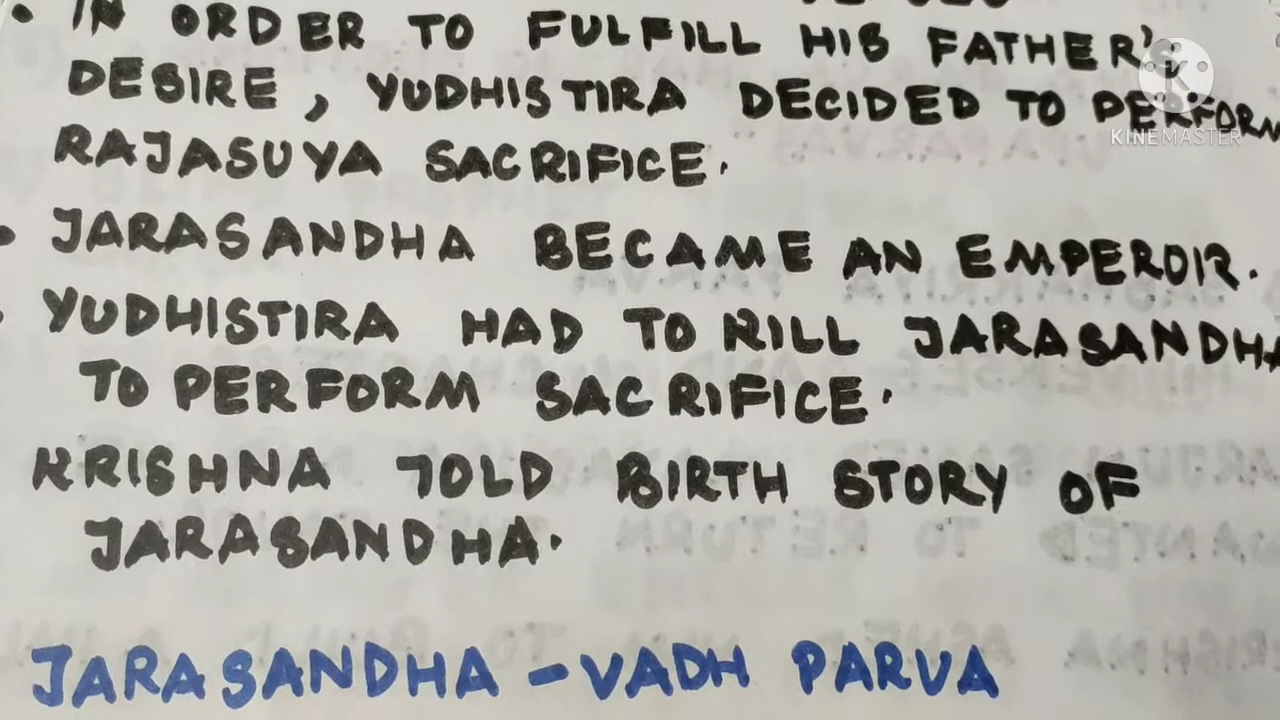 • IN ORDER TO FULFILL HIS FATHER'S
DESIRE, YUDHISTIRA DECIDED TO PERFORM
RAJASUYA SACRIFICE.
• JARASANDHA BECAME AN EMPEROR.
• YUDHISTIRA HAD TO KILL JARASANDHA
TO PERFORM SACRIFICE.
KRISHNA TOLD BIRTH STORY OF
JARASANDHA.
JARASANDHA - VADH PARVA
KINEMASTER